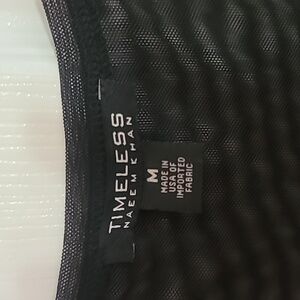 TIMELESS
NAEEM KHAN
M
MADE IN
USA OF
IMPORTED
FABRIC